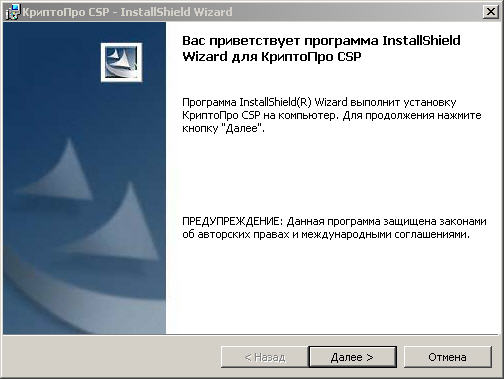 КриптоПро CSP - InstallShield Wizard
Вас приветствует программа InstallShield
Wizard для КриптоПро CSP
Программа InstallShield(R) Wizard выполнит установку
КриптоПро CSP на компьютер. Для продолжения нажмите
кнопку "Далее".
ПРЕДУПРЕЖДЕНИЕ: Данная программа защищена законами
об авторских правах и международными соглашениями.
< Назад
Далее >
Отмена